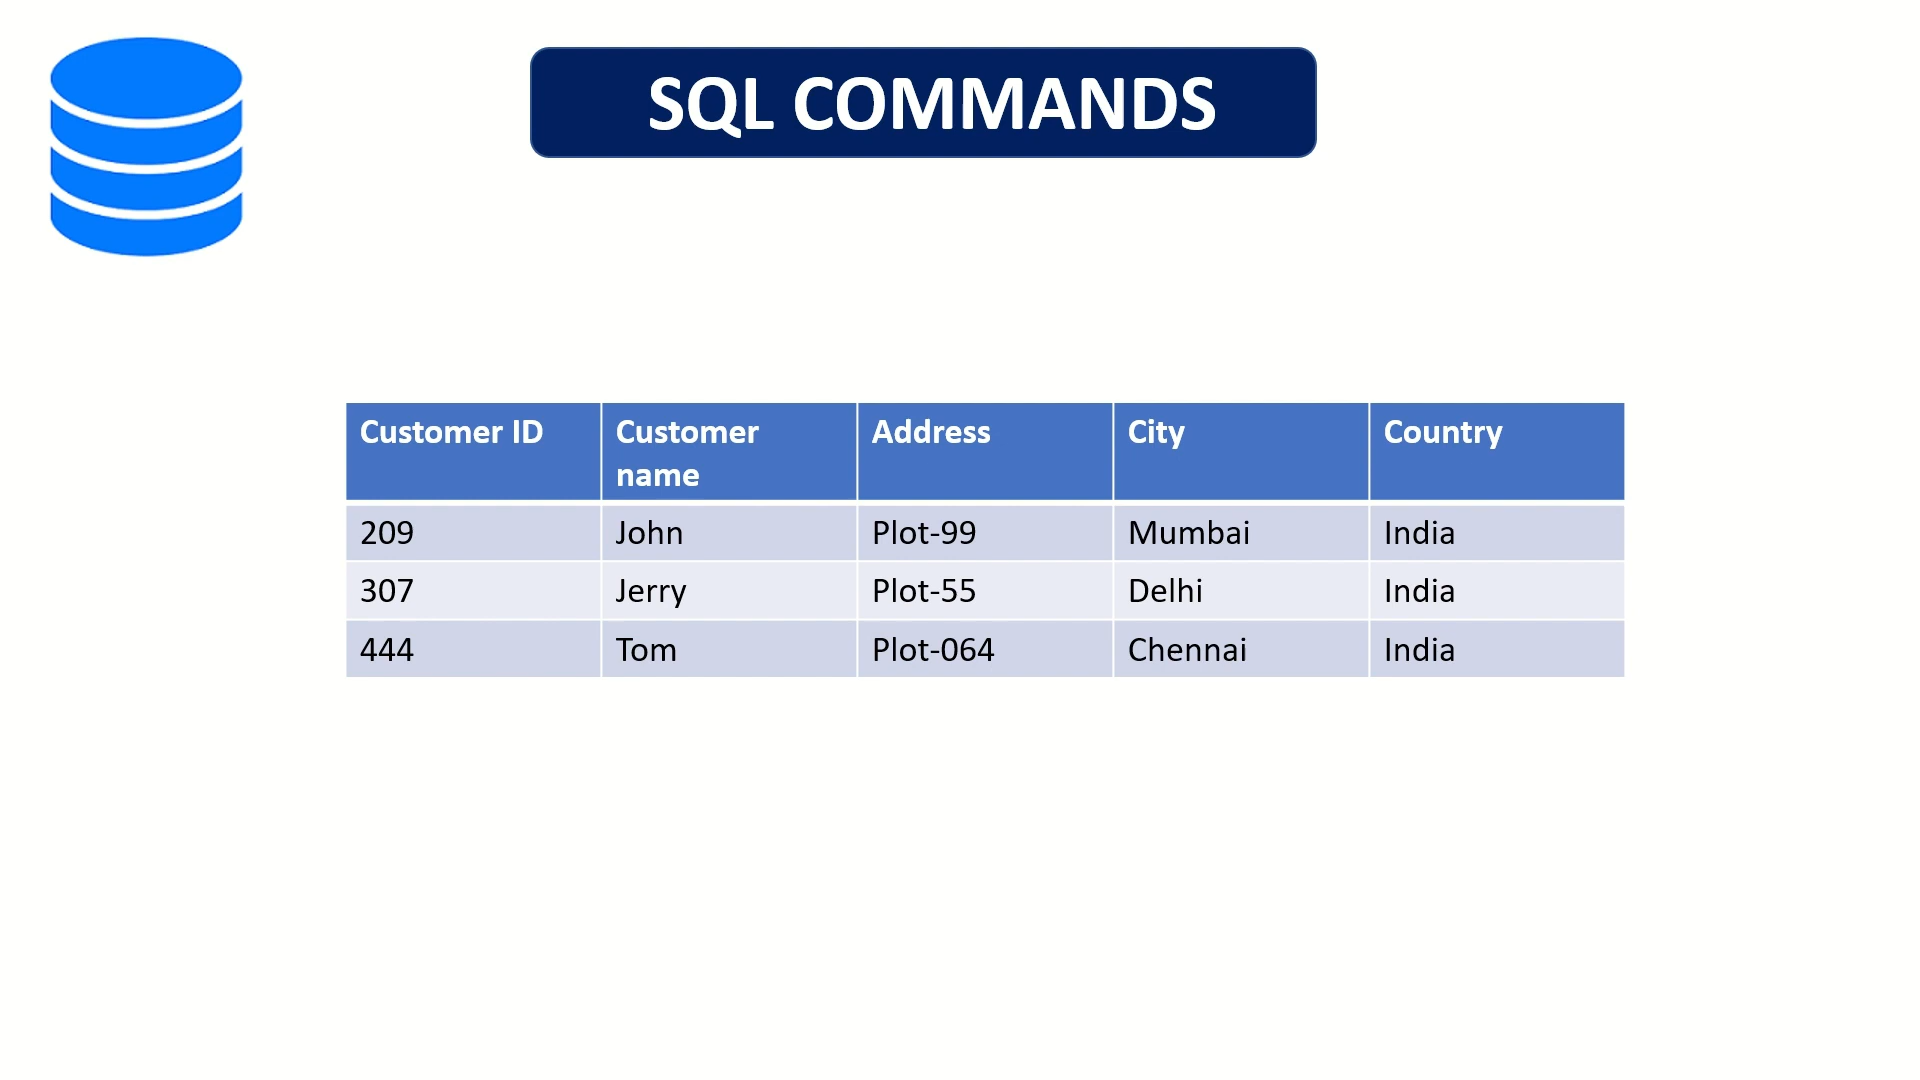 SQL COMMANDS
Customer ID Customer name Address City Country
209 John Plot-99 Mumbai India
307 Jerry Plot-55 Delhi India
444 Tom Plot-064 Chennai India